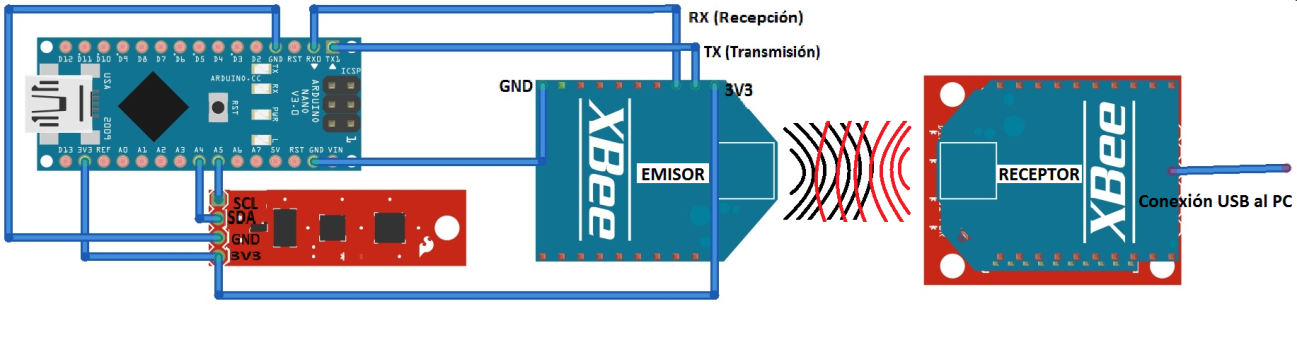 RX (Recepción)
TX (Transmisión)
D12 D11 D10 D9 D8 D7 D6 D5 D4 D3 D2 GND RST RX0 TX1
TX
RX
PWR
L
ARDUINO.CC
RST
ARDUINO
NANO
V3.0
ICSP
1
USA
2009
D13 3V3 REF A0 A1 A2 A3 A4 A5 A6 A7 5V RST GND VIN
SCL
SDA
GND
3V3
GND
3V3
XBee
EMISOR
RECEPTOR
XBee
Conexión USB al PC